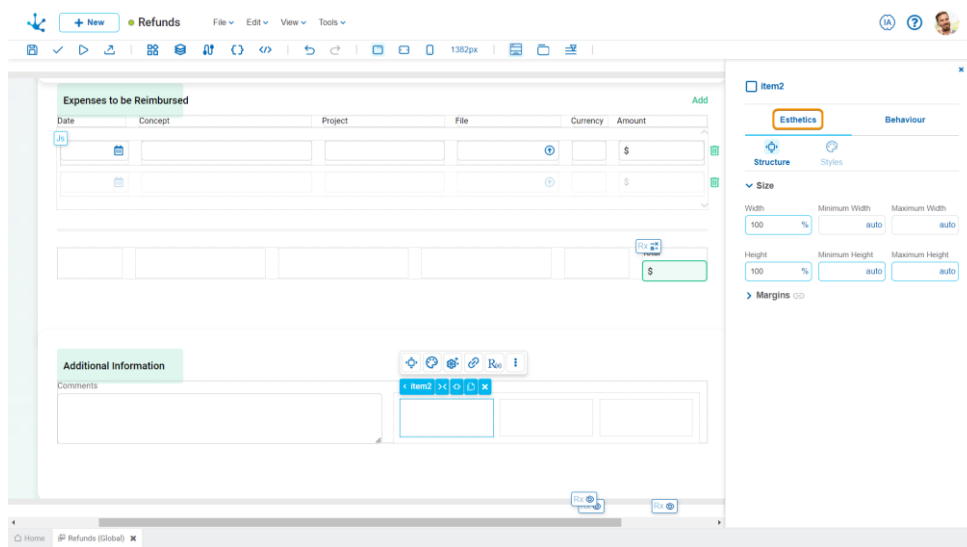 + New
Refunds
File
Edit
View
Tools
IA
?
1382px
Expenses to be Reimbursed
Add
Date
Concept
Project
File
Currency
Amount
Js
$
$
Rx
$
Additional Information
Comments
Item2
Rx
Rx
Rx
Item2
Esthetics
Behaviour
Structure
Styles
Size
Width
Minimum Width
Maximum Width
100 %
auto
auto
Height
Minimum Height
Maximum Height
100 %
auto
auto
Margins
Home
Refunds (Global)